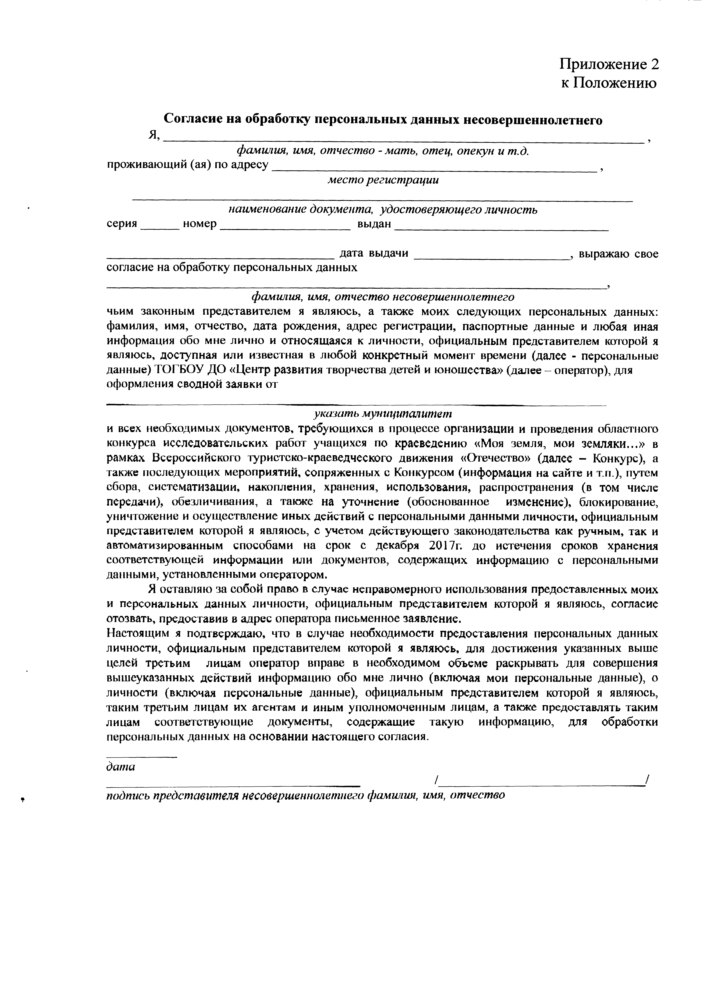 Приложение 2
к Положению
Согласие на обработку персональных данных несовершеннолетнего
Я, ,
фамилия, имя, отчество - мать, отец, опекун и т.д.
проживающий (ая) по адресу ,
место регистрации
наименование документа, удостоверяющего личность
серия номер выдан
дата выдачи , выражаю свое
согласие на обработку персональных данных
,
фамилия, имя, отчество несовершеннолетнего
чьим законным представителем я являюсь, а также моих следующих персональных данных:
фамилия, имя, отчество, дата рождения, адрес регистрации, паспортные данные и любая иная
информация обо мне лично и относящаяся к личности, официальным представителем которой я
являюсь, доступная или известная в любой конкретный момент времени (далее - персональные
данные) ТОГБОУ ДО «Центр развития творчества детей и юношества» (далее – оператор), для
оформления сводной заявки от
указать муниципалитет
и всех необходимых документов, требующихся в процессе организации и проведения областного
конкурса исследовательских работ учащихся по краеведению «Моя земля, мои земляки...» в
рамках Всероссийского туристско-краеведческого движения «Отечество» (далее – Конкурс), а
также последующих мероприятий, сопряженных с Конкурсом (информация на сайте и т.п.), путем
сбора, систематизации, накопления, хранения, использования, распространения (в том числе
передачи), обезличивания, а также на уточнение (обоснованное изменение), блокирование,
уничтожение и осуществление иных действий с персональными данными личности, официальным
представителем которой я являюсь, с учетом действующего законодательства как ручным, так и
автоматизированным способами на срок с декабря 2017г. до истечения сроков хранения
соответствующей информации или документов, содержащих информацию с персональными
данными, установленными оператором.
Я оставляю за собой право в случае неправомерного использования предоставленных моих
и персональных данных личности, официальным представителем которой я являюсь, согласие
отозвать, предоставив в адрес оператора письменное заявление.
Настоящим я подтверждаю, что в случае необходимости предоставления персональных данных
личности, официальным представителем которой я являюсь, для достижения указанных выше
целей третьим лицам оператор вправе в необходимом объеме раскрывать для совершения
вышеуказанных действий информацию обо мне лично (включая мои персональные данные), о
личности (включая персональные данные), официальным представителем которой я являюсь,
таким третьим лицам их агентам и иным уполномоченным лицам, а также предоставлять таким
лицам соответствующие документы, содержащие такую информацию, для обработки
персональных данных на основании настоящего согласия.
дата
/ /
подпись представителя несовершеннолетнего фамилия, имя, отчество